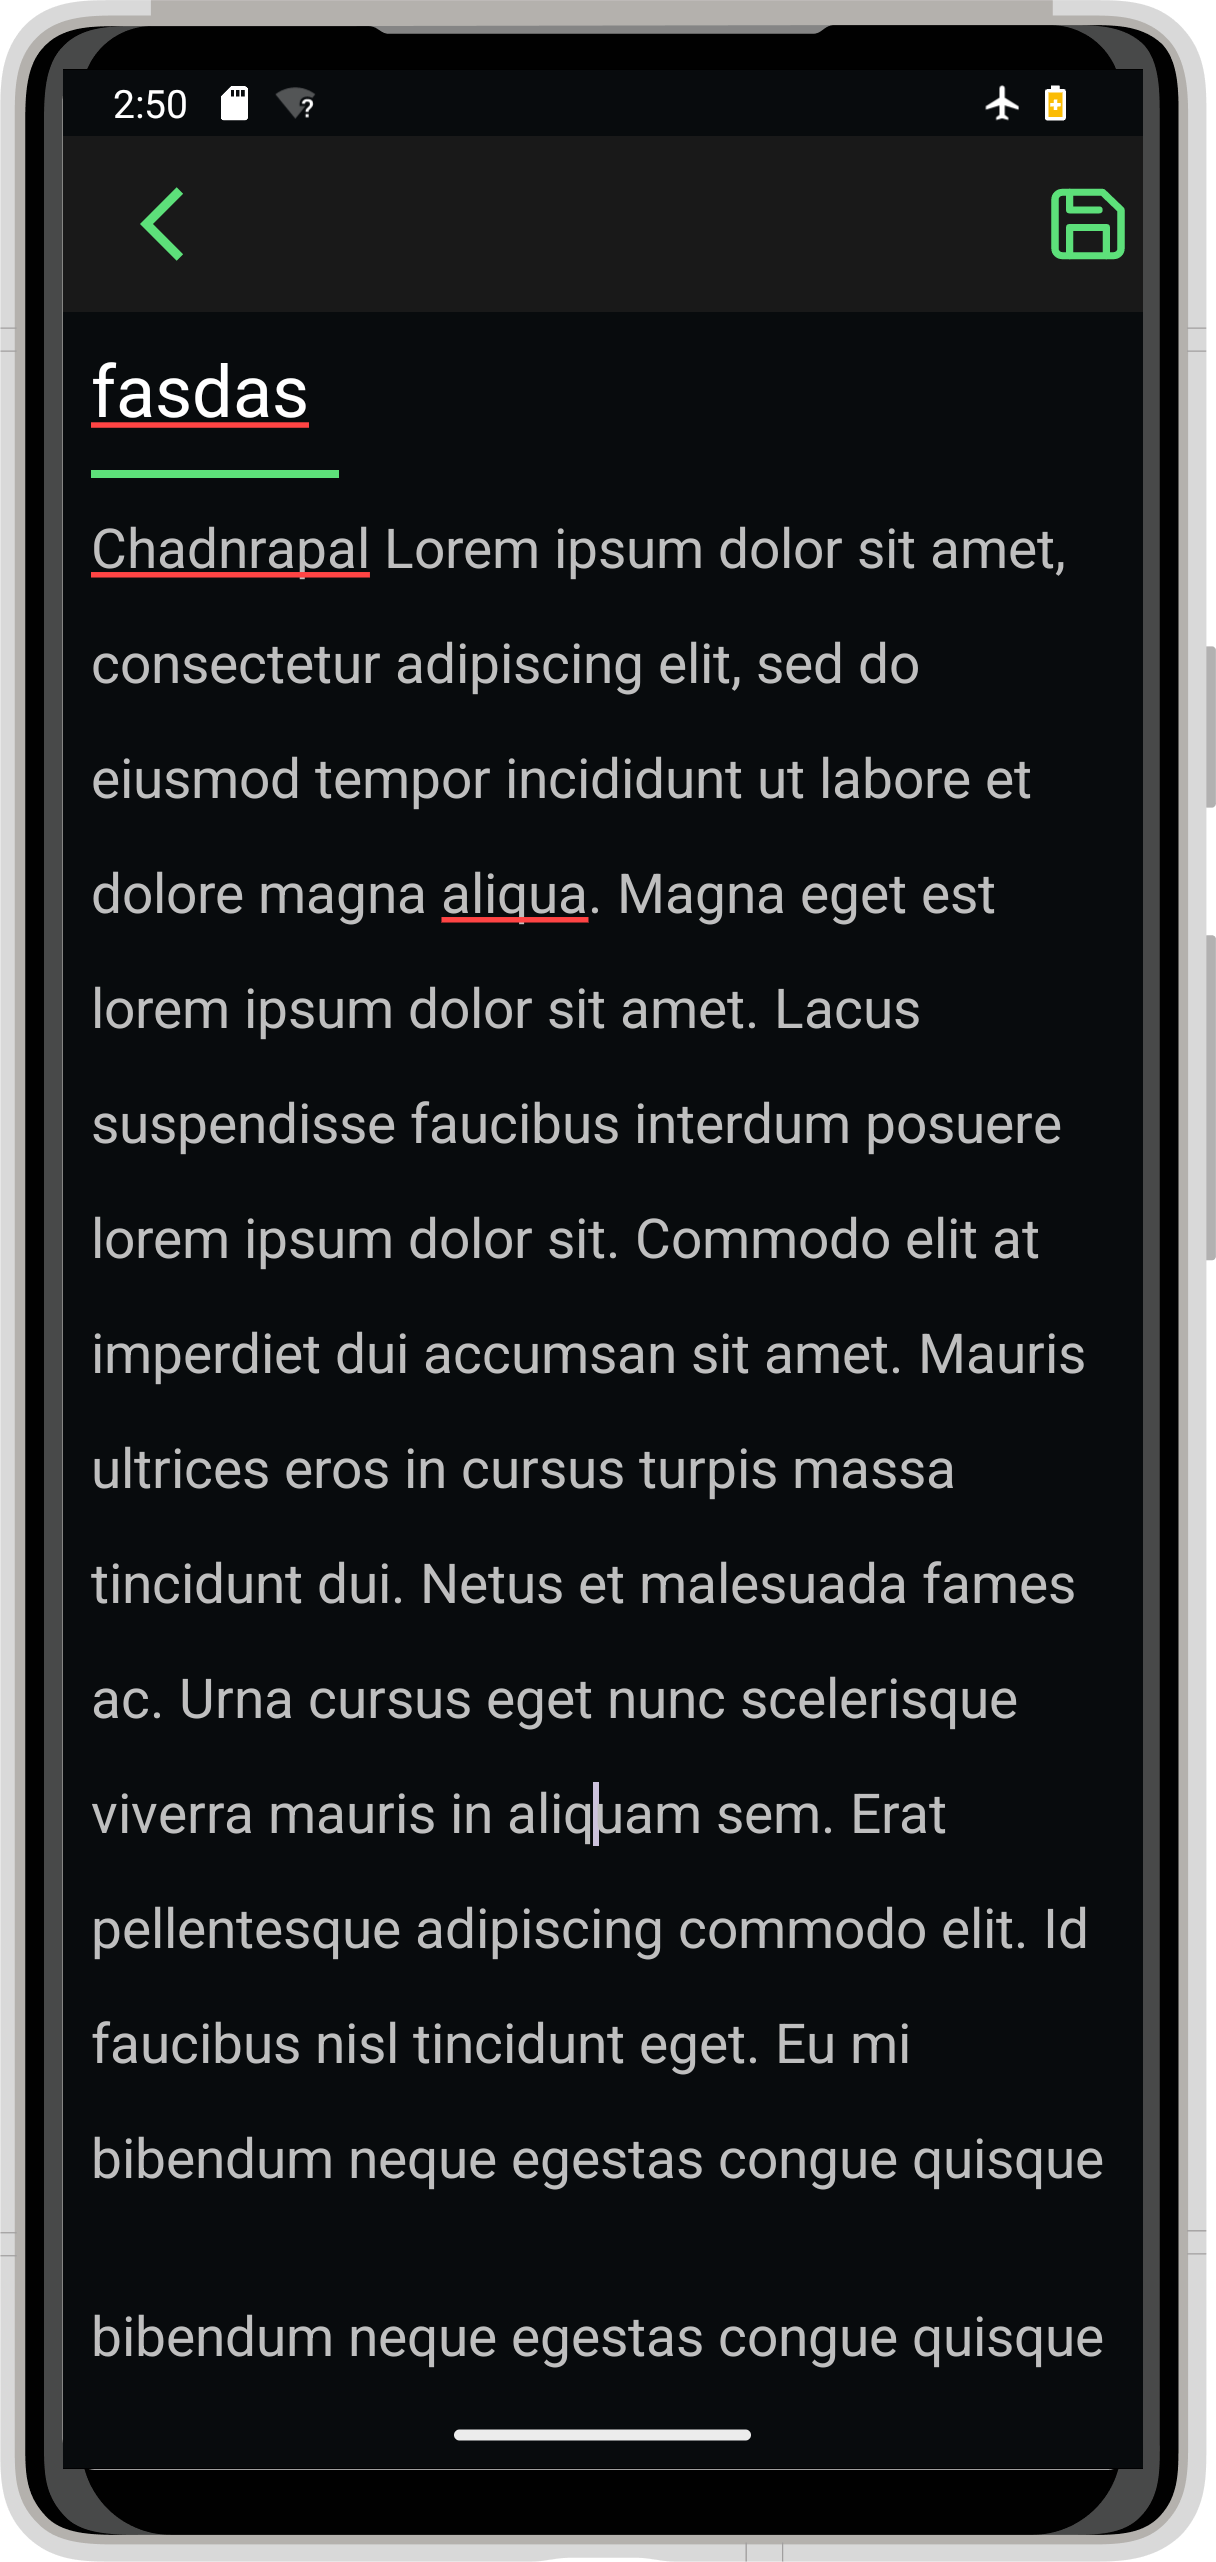 2:50
fasdas
Chadnrapal Lorem ipsum dolor sit amet,
consectetur adipiscing elit, sed do
eiusmod tempor incididunt ut labore et
dolore magna aliqua. Magna eget est
lorem ipsum dolor sit amet. Lacus
suspendisse faucibus interdum posuere
lorem ipsum dolor sit. Commodo elit at
imperdiet dui accumsan sit amet. Mauris
ultrices eros in cursus turpis massa
tincidunt dui. Netus et malesuada fames
ac. Urna cursus eget nunc scelerisque
viverra mauris in aliquam sem. Erat
pellentesque adipiscing commodo elit. Id
faucibus nisl tincidunt eget. Eu mi
bibendum neque egestas congue quisque
bibendum neque egestas congue quisque